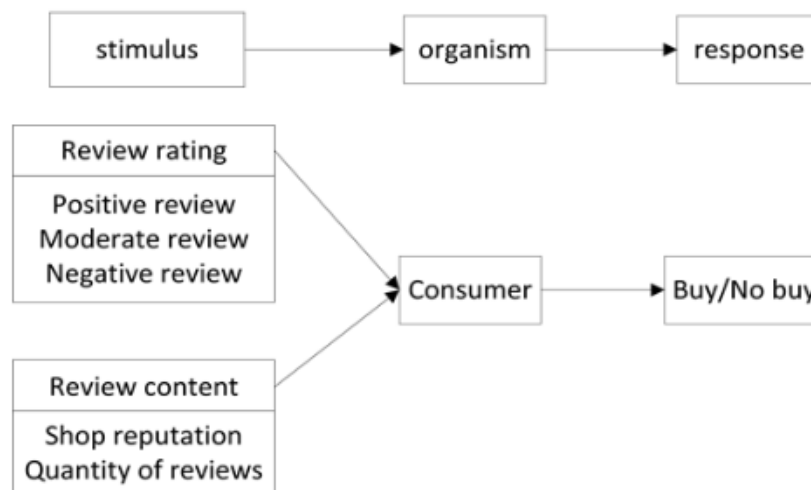 stimulus
organism
response
Review rating
Positive review
Moderate review
Negative review
Consumer
Buy/No buy
Review content
Shop reputation
Quantity of reviews